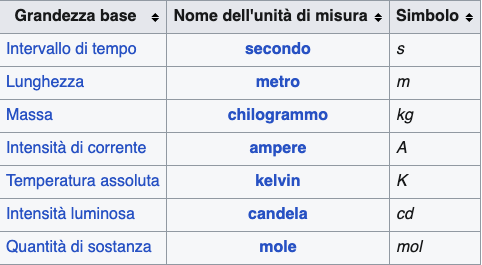 Grandezza base Nome dell'unità di misura Simbolo
Intervallo di tempo secondo s
Lunghezza metro m
Massa chilogrammo kg
Intensità di corrente ampere A
Temperatura assoluta kelvin K
Intensità luminosa candela cd
Quantità di sostanza mole mol